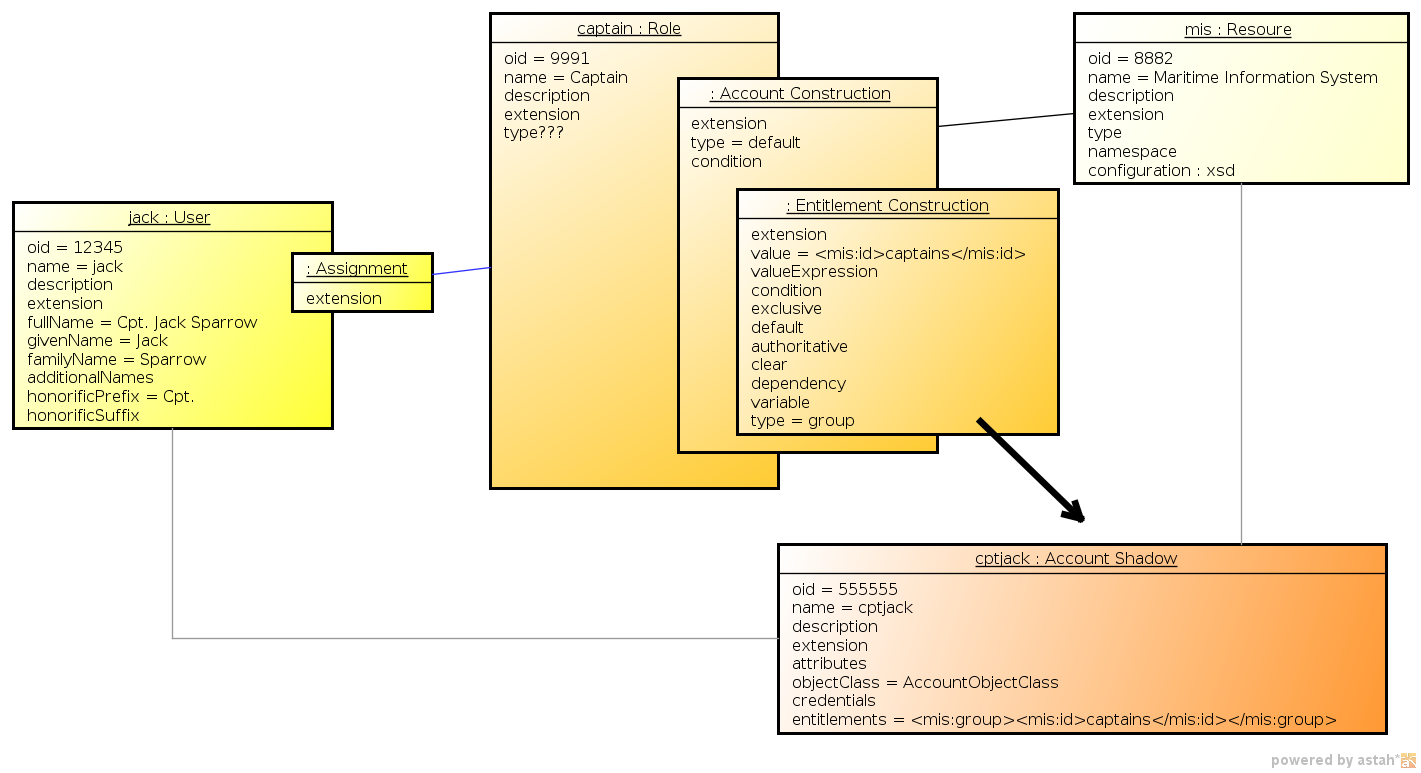 captain : Role
oid = 9991
name = Captain
description
extension
type???
: Account Construction
extension
type = default
condition
: Entitlement Construction
extension
value = <mis:id>captains</mis:id>
valueExpression
condition
exclusive
default
authoritative
clear
dependency
variable
type = group
mis : Resoure
oid = 8882
name = Maritime Information System
description
extension
type
namespace
configuration : xsd
jack : User
oid = 12345
name = jack
description
extension
fullName = Cpt. Jack Sparrow
givenName = Jack
familyName = Sparrow
additionalNames
honorificPrefix = Cpt.
honorificSuffix
: Assignment
extension
cptjack : Account Shadow
oid = 555555
name = cptjack
description
extension
attributes
objectClass = AccountObjectClass
credentials
entitlements = <mis:group><mis:id>captains</mis:id></mis:group>
powered by astah*